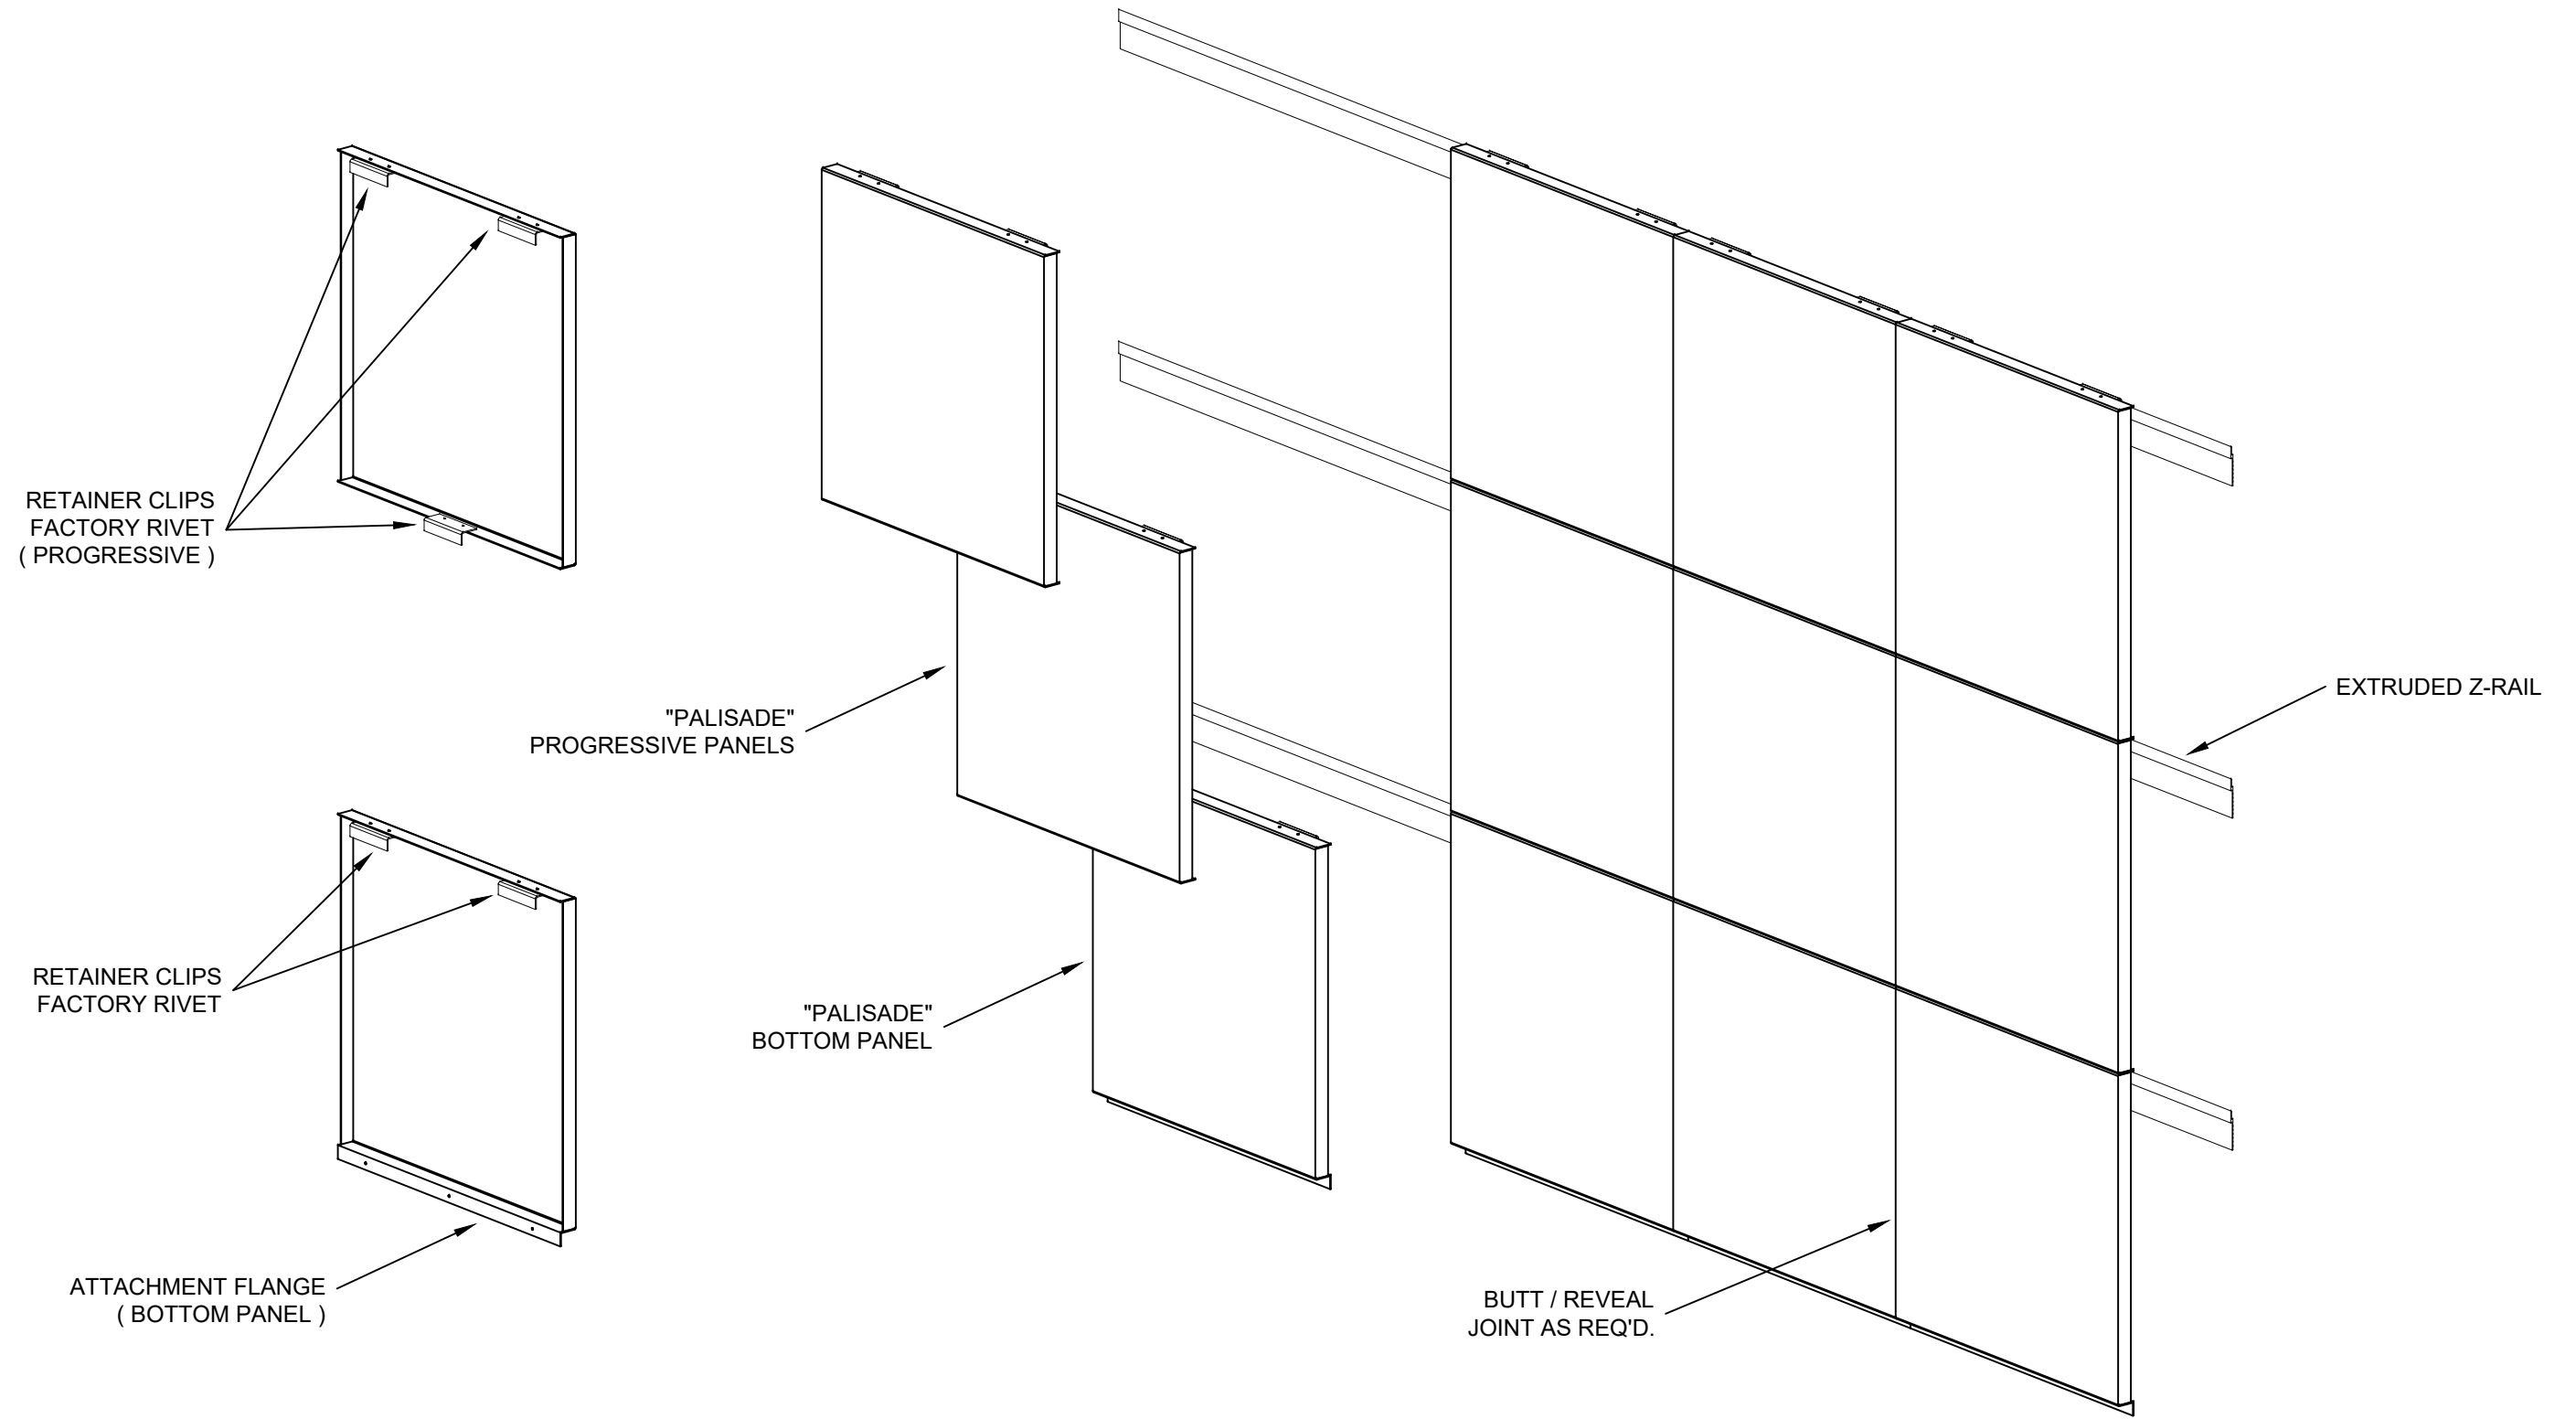 RETAINER CLIPS
FACTORY RIVET
( PROGRESSIVE )
"PALISADE"
PROGRESSIVE PANELS
EXTRUDED Z-RAIL
RETAINER CLIPS
FACTORY RIVET
"PALISADE"
BOTTOM PANEL
ATTACHMENT FLANGE
( BOTTOM PANEL )
BUTT / REVEAL
JOINT AS REQ'D.